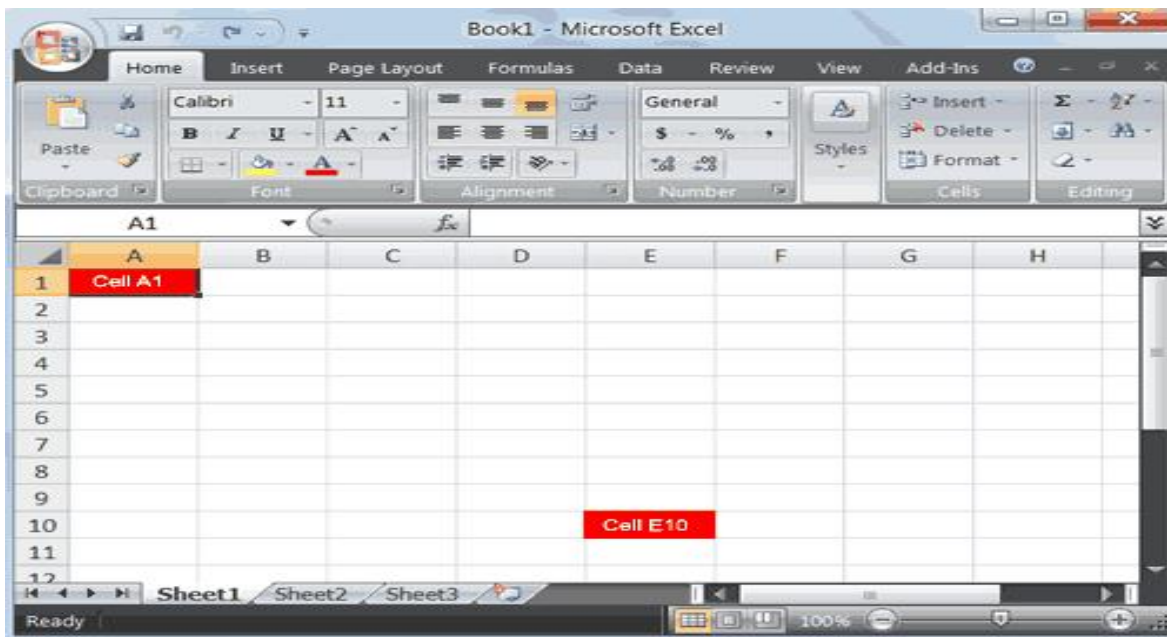 Book1 - Microsoft Excel
Home Insert Page Layout Formulas Data Review View Add-Ins
Calibri 11 General Insert
B I U A A $ % , Delete
Paste Styles Format
A
Clipboard Font Alignment Number Cells Editing
A1 fx
A B C D E F G H
1 Cell A1
2
3
4
5
6
7
8
9
10 Cell E10
11
12
Sheet1 Sheet2 Sheet3
Ready 100%